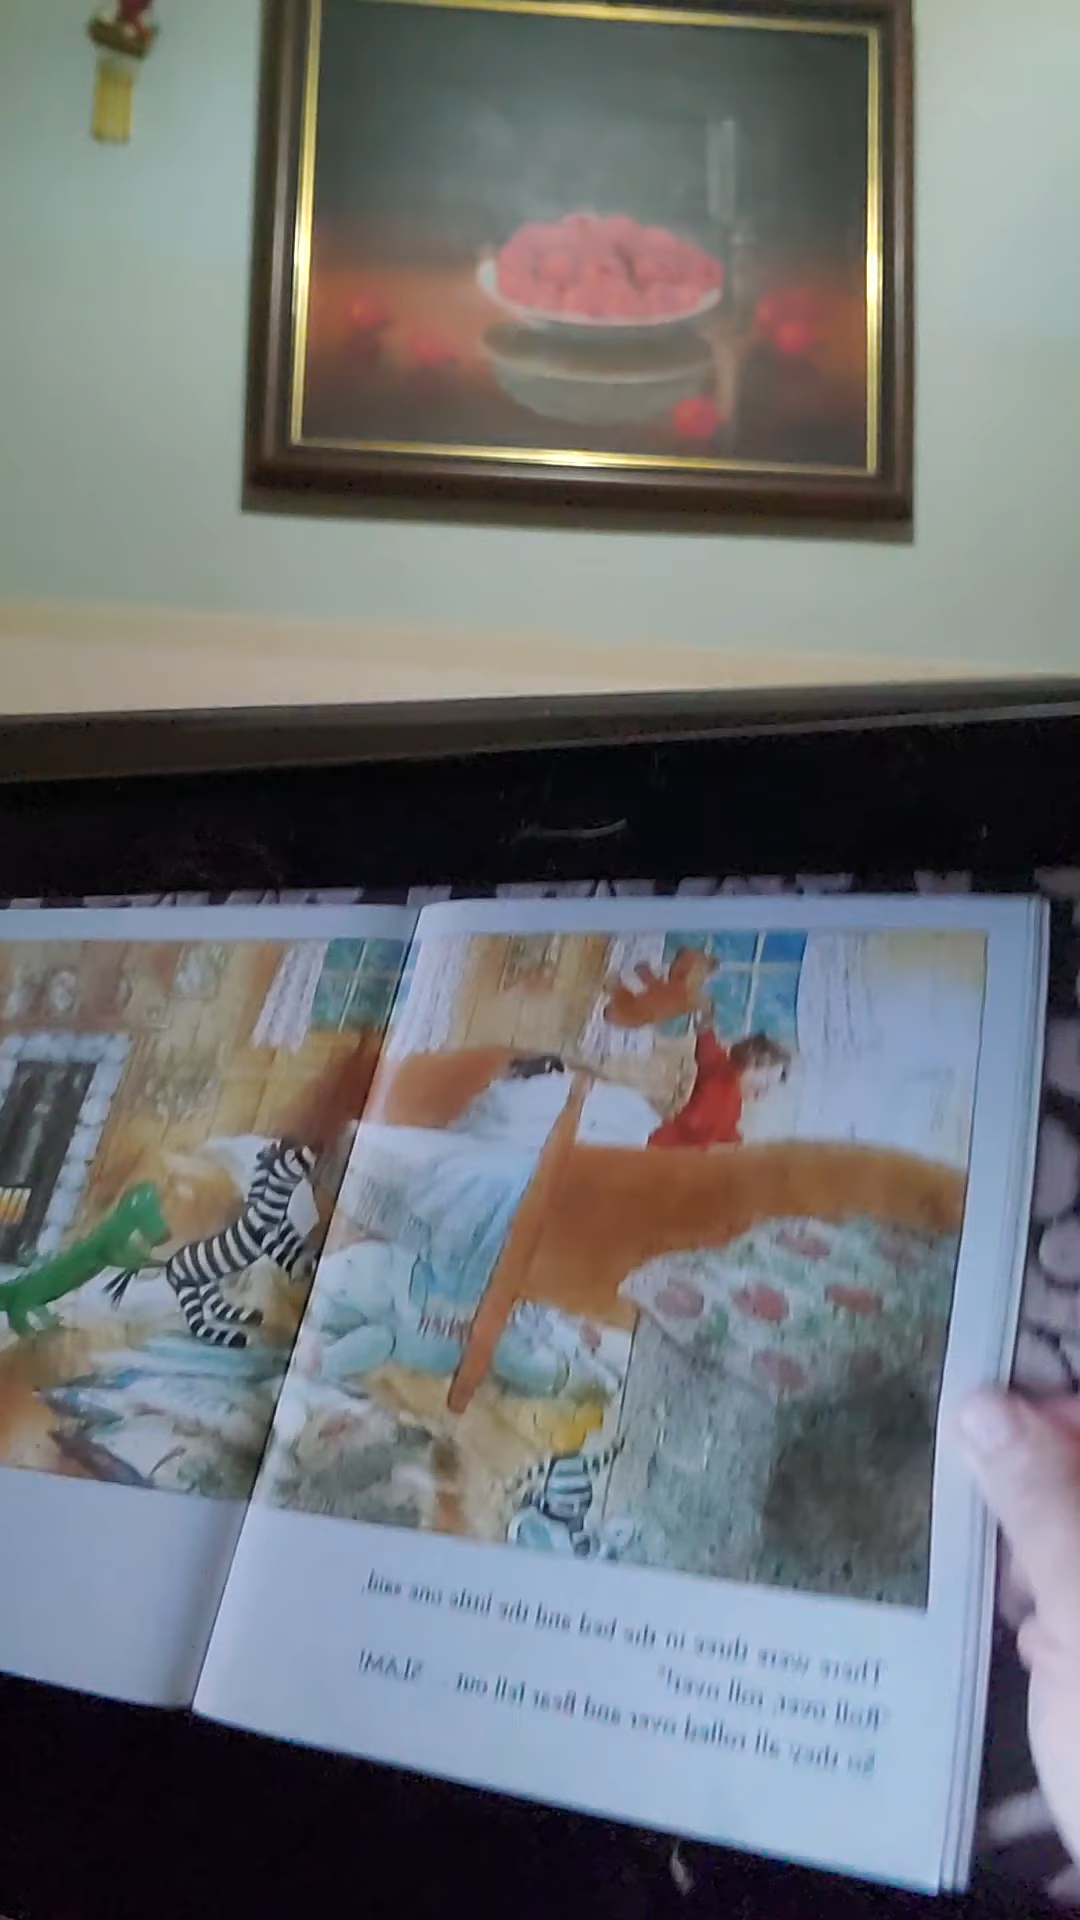 There were three in the bed and the little one said,
"Roll over, roll over!"
So they all rolled over and Bear fell out ... SLAM!